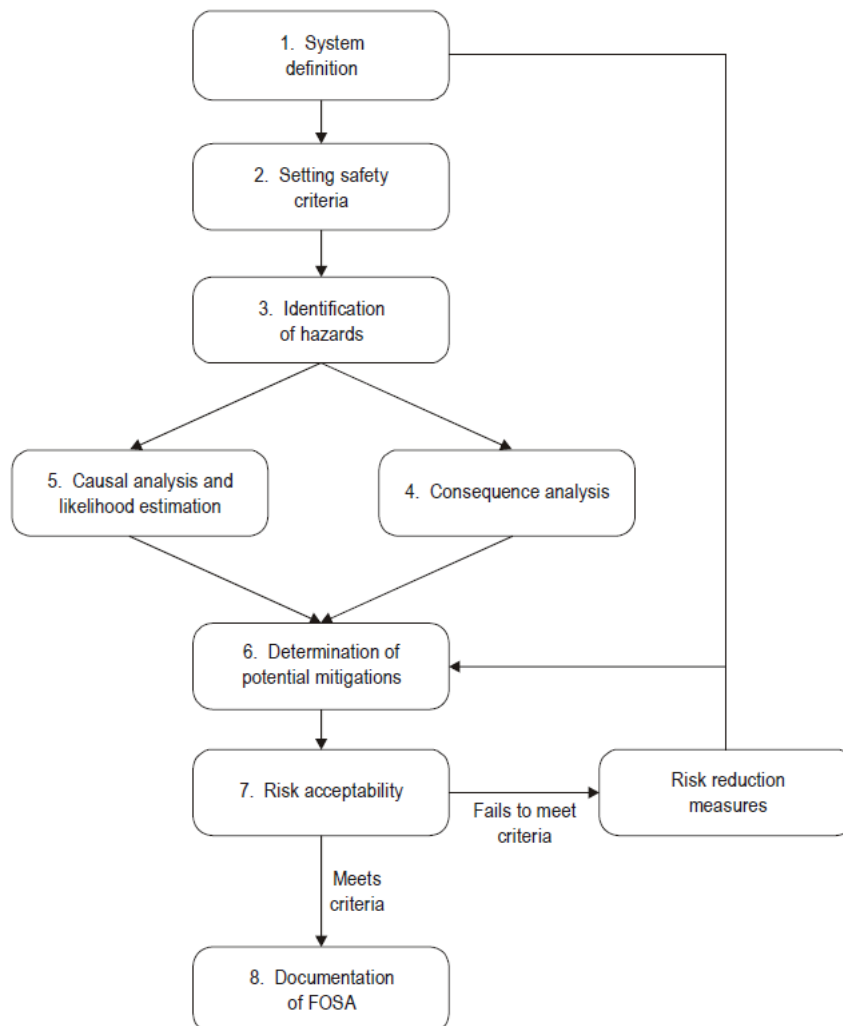 1. System
definition
2. Setting safety
criteria
3. Identification
of hazards
5. Causal analysis and
likelihood estimation
4. Consequence analysis
6. Determination of
potential mitigations
7. Risk acceptability
Fails to meet
criteria
Risk reduction
measures
Meets
criteria
8. Documentation
of FOSA